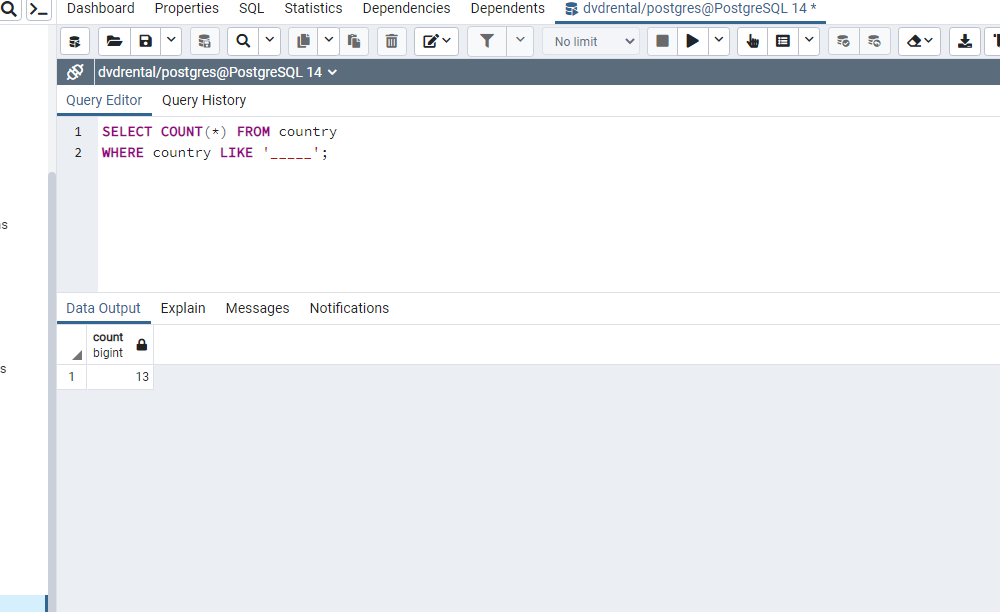 Dashboard Properties SQL Statistics Dependencies Dependents dvdrental/postgres@PostgreSQL 14 *
No limit
dvdrental/postgres@PostgreSQL 14
Query Editor Query History
1 SELECT COUNT(*) FROM country
2 WHERE country LIKE '_____';
Data Output Explain Messages Notifications
count
bigint
1 13